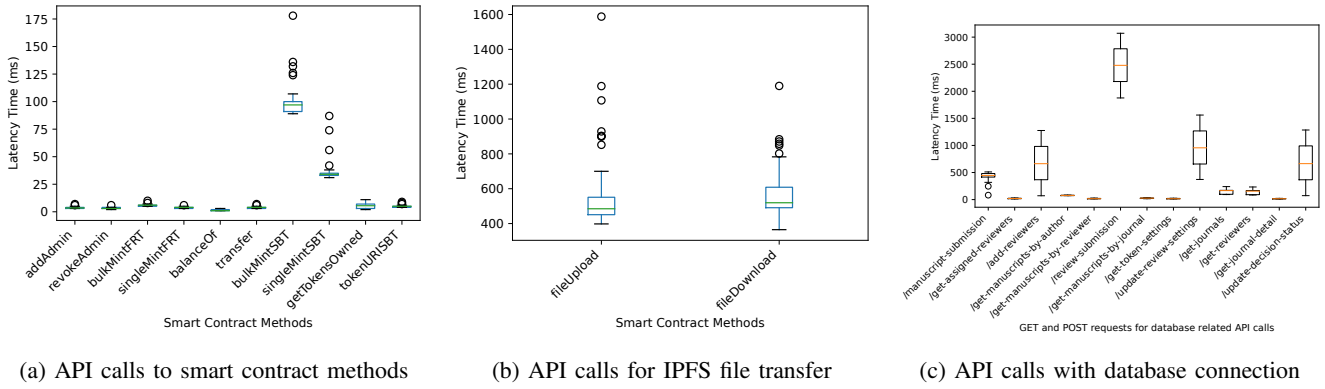 175
150
125
100
75
50
25
0
Latency Time (ms)
addAdmin
revokeAdmin
bulkMintFRT
singleMintFRT
balanceOf
transfer
bulkMintSBT
singleMintSBT
getTokensOwned
tokenURISBT
Smart Contract Methods
(a) API calls to smart contract methods
1600
1400
1200
1000
800
600
400
Latency Time (ms)
fileUpload
fileDownload
Smart Contract Methods
(b) API calls for IPFS file transfer
3000
2500
2000
1500
1000
500
0
Latency Time (ms)
/manuscript-submission
/get-assigned-reviewers
/add-reviewers
/get-manuscripts-by-author
/get-manuscripts-by-reviewer
/review-submission
/get-manuscripts-by-journal
/get-token-settings
/update-review-settings
/get-journals
/get-reviewers
/get-journal-detail
/update-decision-status
GET and POST requests for database related API calls
(c) API calls with database connection